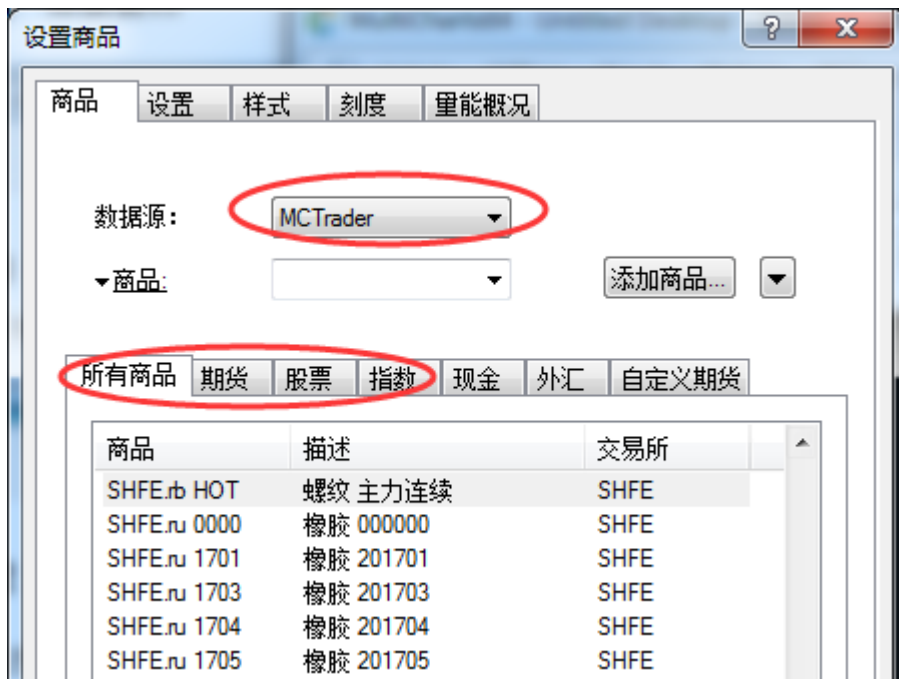 设置商品
商品 设置 样式 刻度 量能概况
数据源: MCTrader
商品: 添加商品...
所有商品 期货 股票 指数 现金 外汇 自定义期货
商品 描述 交易所
SHFE.rb HOT 螺纹 主力连续 SHFE
SHFE.ru 0000 橡胶 000000 SHFE
SHFE.ru 1701 橡胶 201701 SHFE
SHFE.ru 1703 橡胶 201703 SHFE
SHFE.ru 1704 橡胶 201704 SHFE
SHFE.ru 1705 橡胶 201705 SHFE